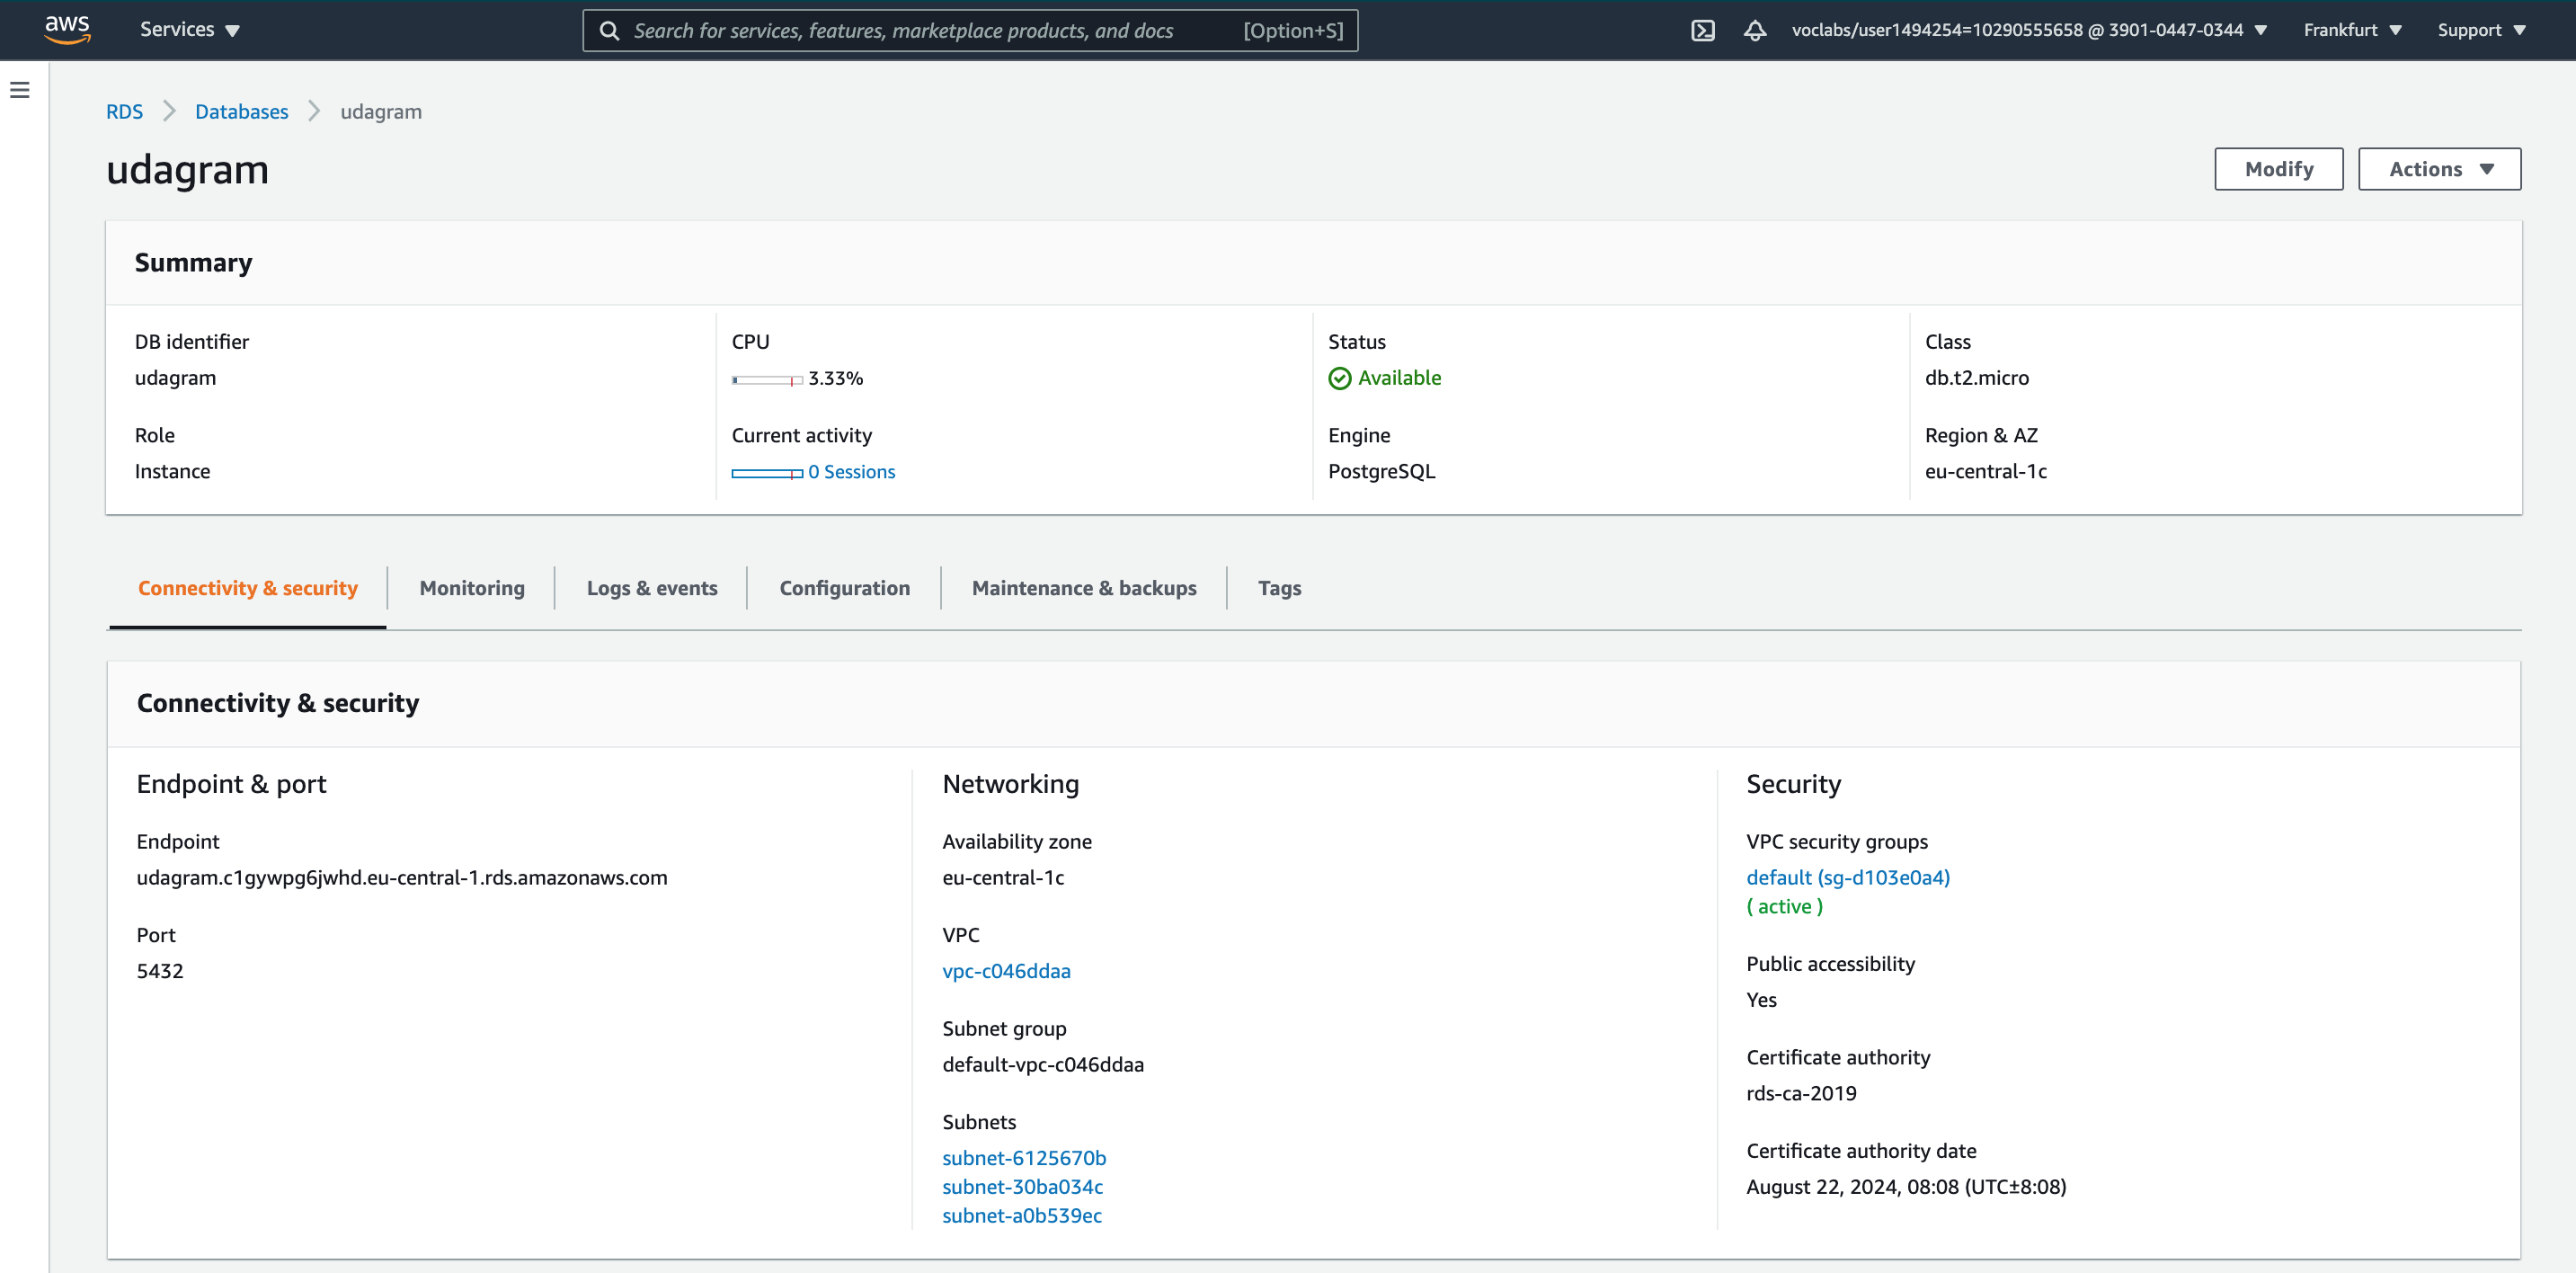 aws Services Search for services, features, marketplace products, and docs [Option+S] voclabs/user1494254=10290555658 @ 3901-0447-0344 Frankfurt Support
RDS Databases udagram
udagram
Modify Actions
Summary
DB identifier
udagram
CPU
3.33%
Status
Available
Class
db.t2.micro
Role
Instance
Current activity
0 Sessions
Engine
PostgreSQL
Region & AZ
eu-central-1c
Connectivity & security Monitoring Logs & events Configuration Maintenance & backups Tags
Connectivity & security
Endpoint & port
Endpoint
udagram.c1gywpg6jwhd.eu-central-1.rds.amazonaws.com
Port
5432
Networking
Availability zone
eu-central-1c
VPC
vpc-c046ddaa
Subnet group
default-vpc-c046ddaa
Subnets
subnet-6125670b
subnet-30ba034c
subnet-a0b539ec
Security
VPC security groups
default (sg-d103e0a4)
( active )
Public accessibility
Yes
Certificate authority
rds-ca-2019
Certificate authority date
August 22, 2024, 08:08 (UTC±8:08)